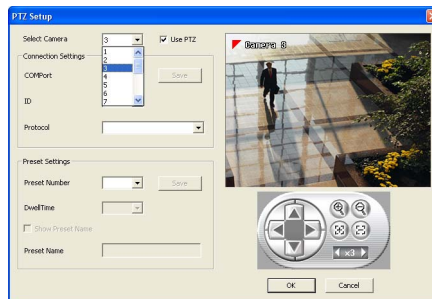 PTZ Setup
Select Camera 3 Use PTZ
1
2
3
4
5
6
7
Connection Settings
COMPort Save
ID
Protocol
Preset Settings
Preset Number Save
DwellTime
Show Preset Name
Preset Name
Camera 3
x3
OK Cancel